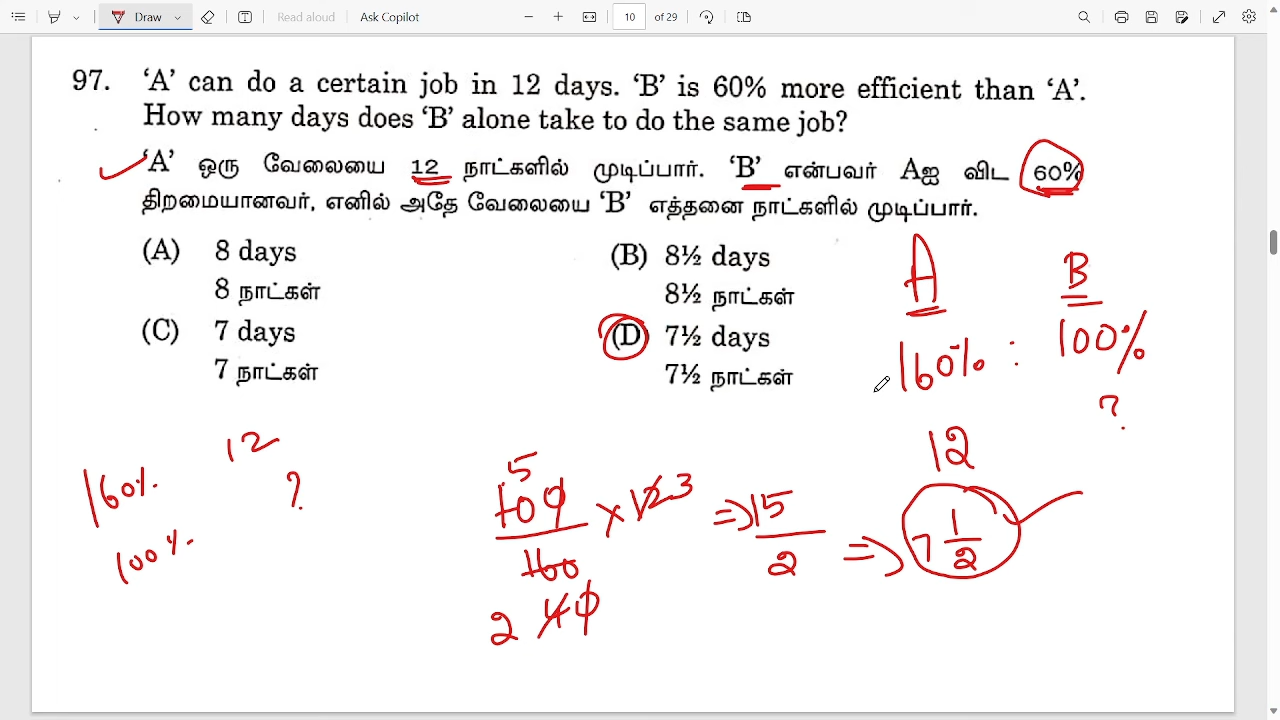 Draw
Read aloud
Ask Copilot
10 of 29
97. 'A' can do a certain job in 12 days. 'B' is 60% more efficient than 'A'.
How many days does 'B' alone take to do the same job?
'A' ஒரு வேலையை 12 நாட்களில் முடிப்பார். 'B' என்பவர் Aஐ விட 60%
திறமையானவர், எனில் அதே வேலையை 'B' எத்தனை நாட்களில் முடிப்பார்.
(A) 8 days
8 நாட்கள்
(B) 8½ days
8½ நாட்கள்
(C) 7 days
7 நாட்கள்
(D) 7½ days
7½ நாட்கள்
A B
160% : 100%
12 ?
160% 12
100% ?
5
100 × 12 3
160
2 40
=> 15
2
=> 7 1
2